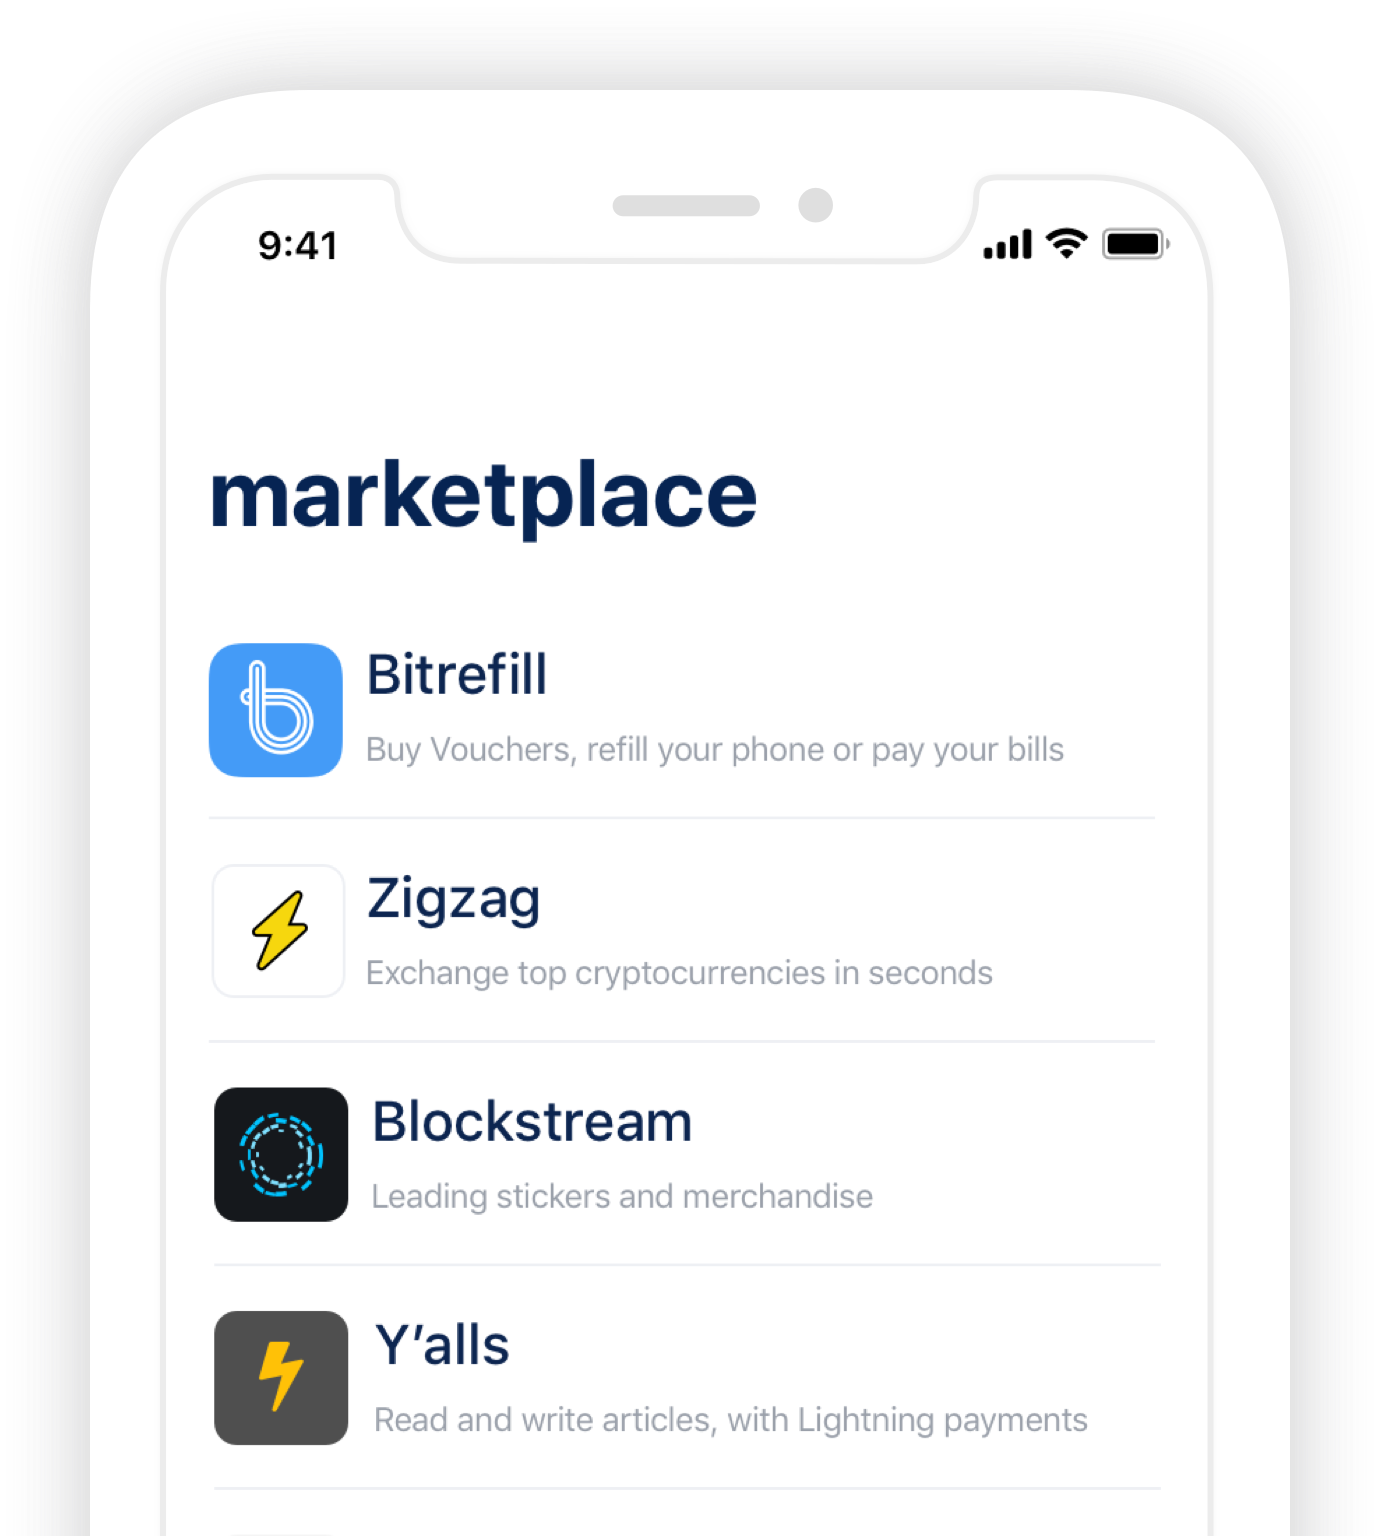 9:41
marketplace
Bitrefill
Buy Vouchers, refill your phone or pay your bills
Zigzag
Exchange top cryptocurrencies in seconds
Blockstream
Leading stickers and merchandise
Y’alls
Read and write articles, with Lightning payments